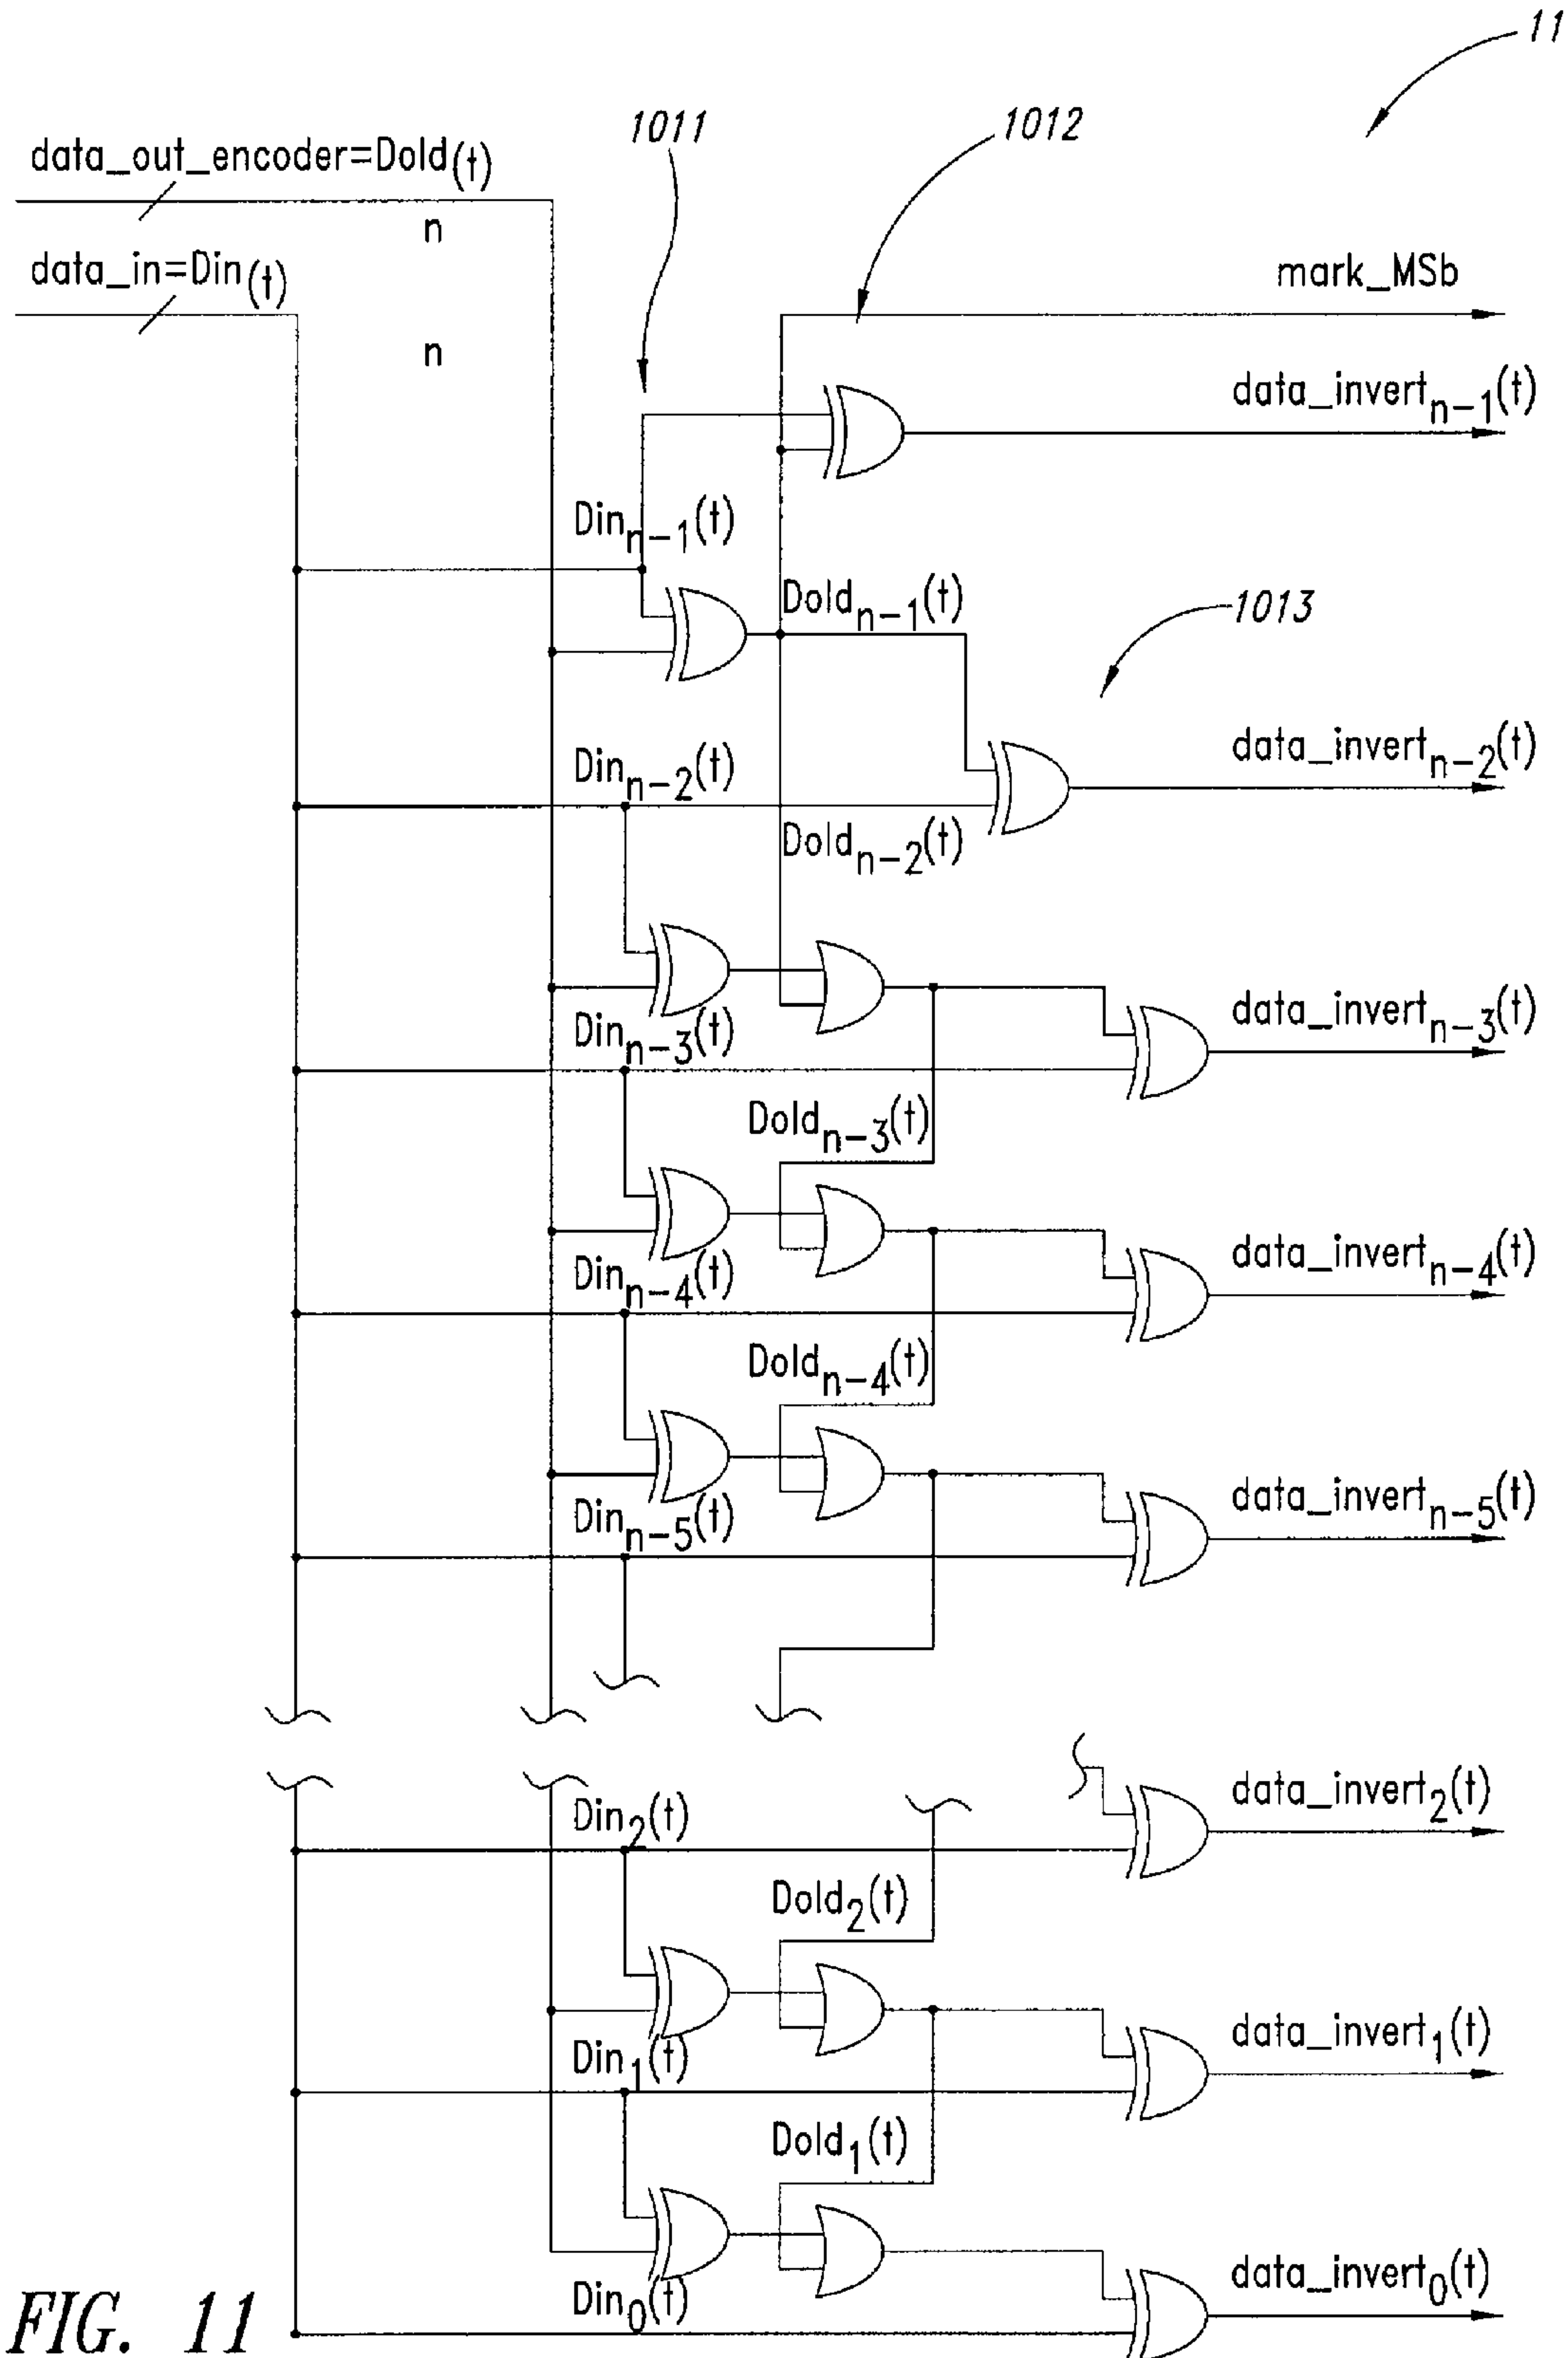 11
1011
1012
data_out_encoder=Dold(t)
n
data_in=Din(t)
n
mark_MSb
data_invertn-1(t)
Dinn-1(t)
Doldn-1(t)
1013
Dinn-2(t)
data_invertn-2(t)
Doldn-2(t)
Dinn-3(t)
data_invertn-3(t)
Doldn-3(t)
Dinn-4(t)
data_invertn-4(t)
Doldn-4(t)
Dinn-5(t)
data_invertn-5(t)
Din2(t)
data_invert2(t)
Dold2(t)
Din1(t)
data_invert1(t)
Dold1(t)
Din0(t)
data_invert0(t)
FIG. 11